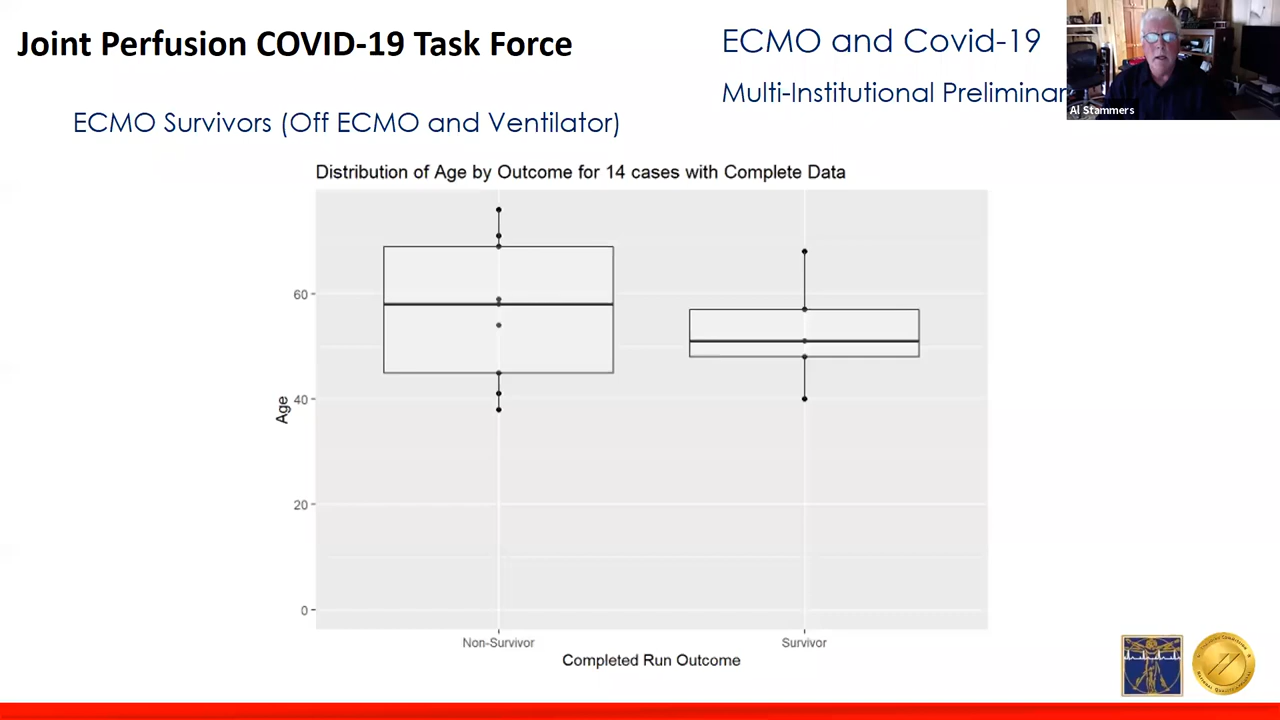 Joint Perfusion COVID-19 Task Force
ECMO and Covid-19
Multi-Institutional Preliminar
Al Stammers
ECMO Survivors (Off ECMO and Ventilator)
Distribution of Age by Outcome for 14 cases with Complete Data
Age
60
40
20
0
Non-Survivor
Survivor
Completed Run Outcome